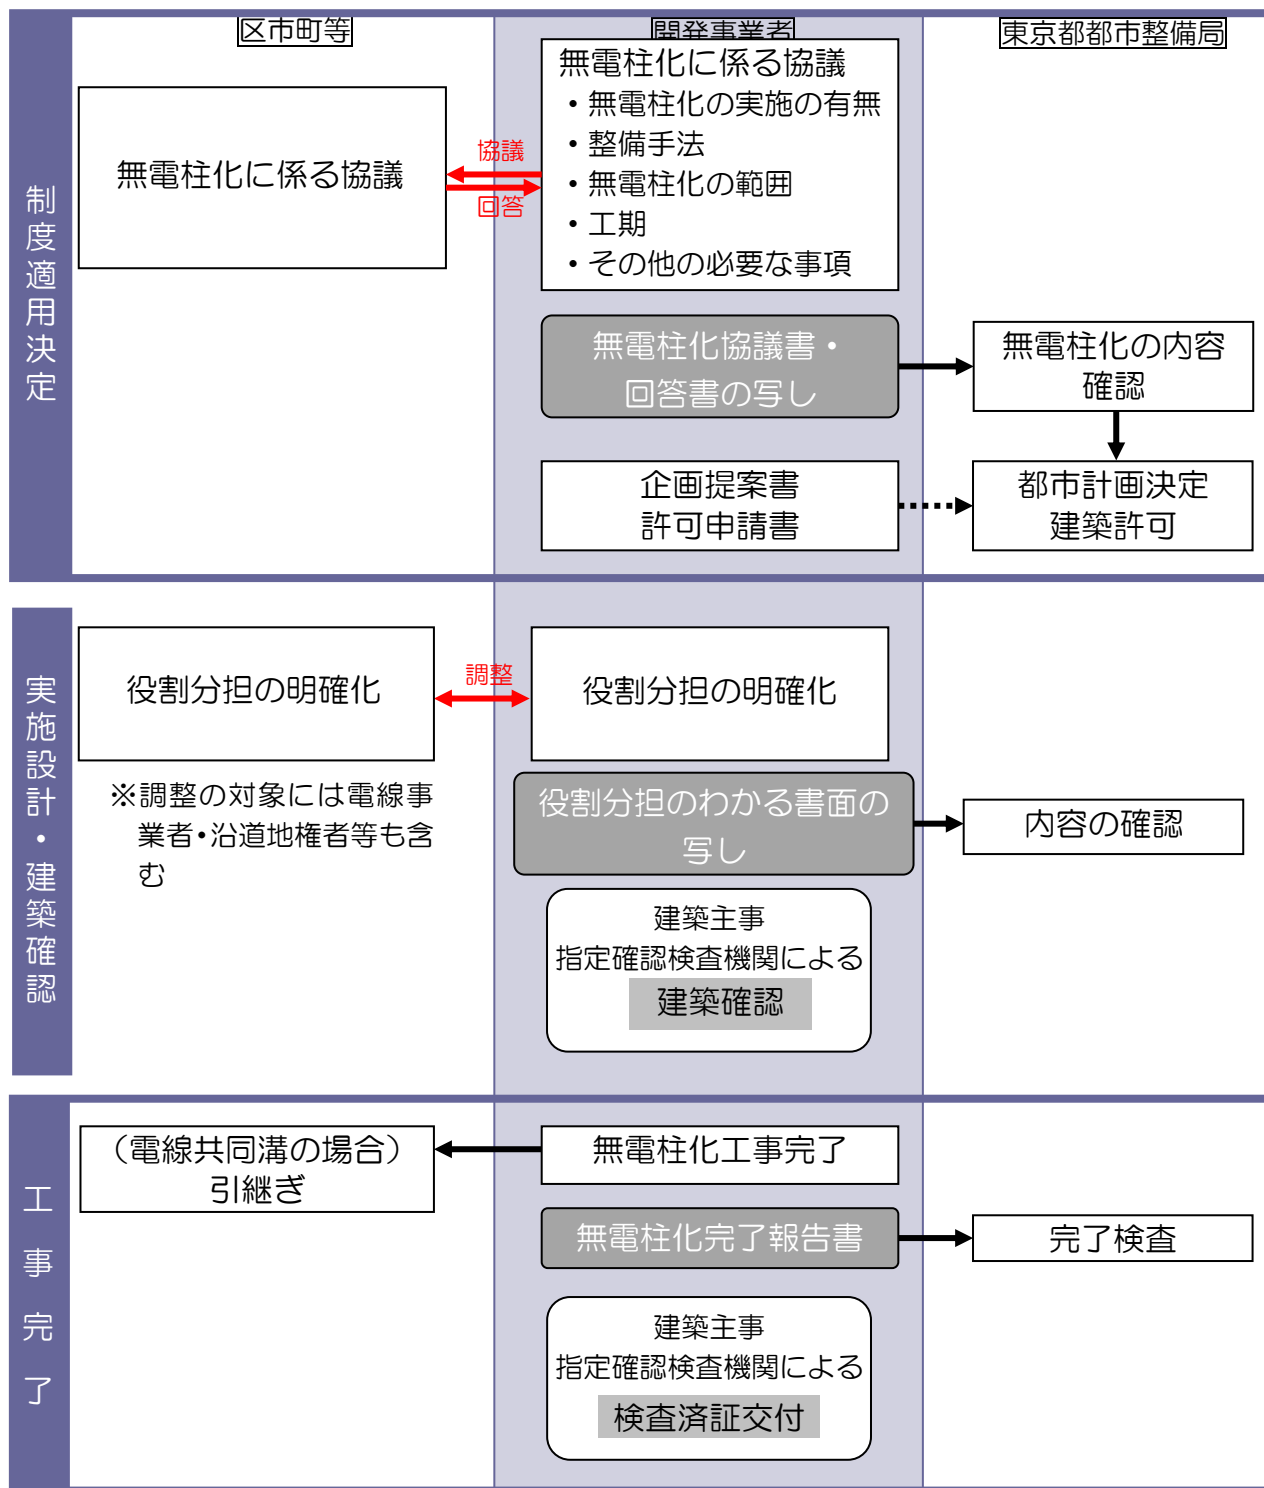 区市町等
開発事業者
東京都都市整備局
制度適用決定
無電柱化に係る協議
協議
回答
無電柱化に係る協議
・無電柱化の実施の有無
・整備手法
・無電柱化の範囲
・工期
・その他の必要な事項
無電柱化協議書・
回答書の写し
無電柱化の内容
確認
企画提案書
許可申請書
都市計画決定
建築許可
実施設計・建築確認
役割分担の明確化
調整
役割分担の明確化
※調整の対象には電線事
業者・沿道地権者等も含
む
役割分担のわかる書面の
写し
内容の確認
建築主事
指定確認検査機関による
建築確認
工事完了
（電線共同溝の場合）
引継ぎ
無電柱化工事完了
無電柱化完了報告書
完了検査
建築主事
指定確認検査機関による
検査済証交付